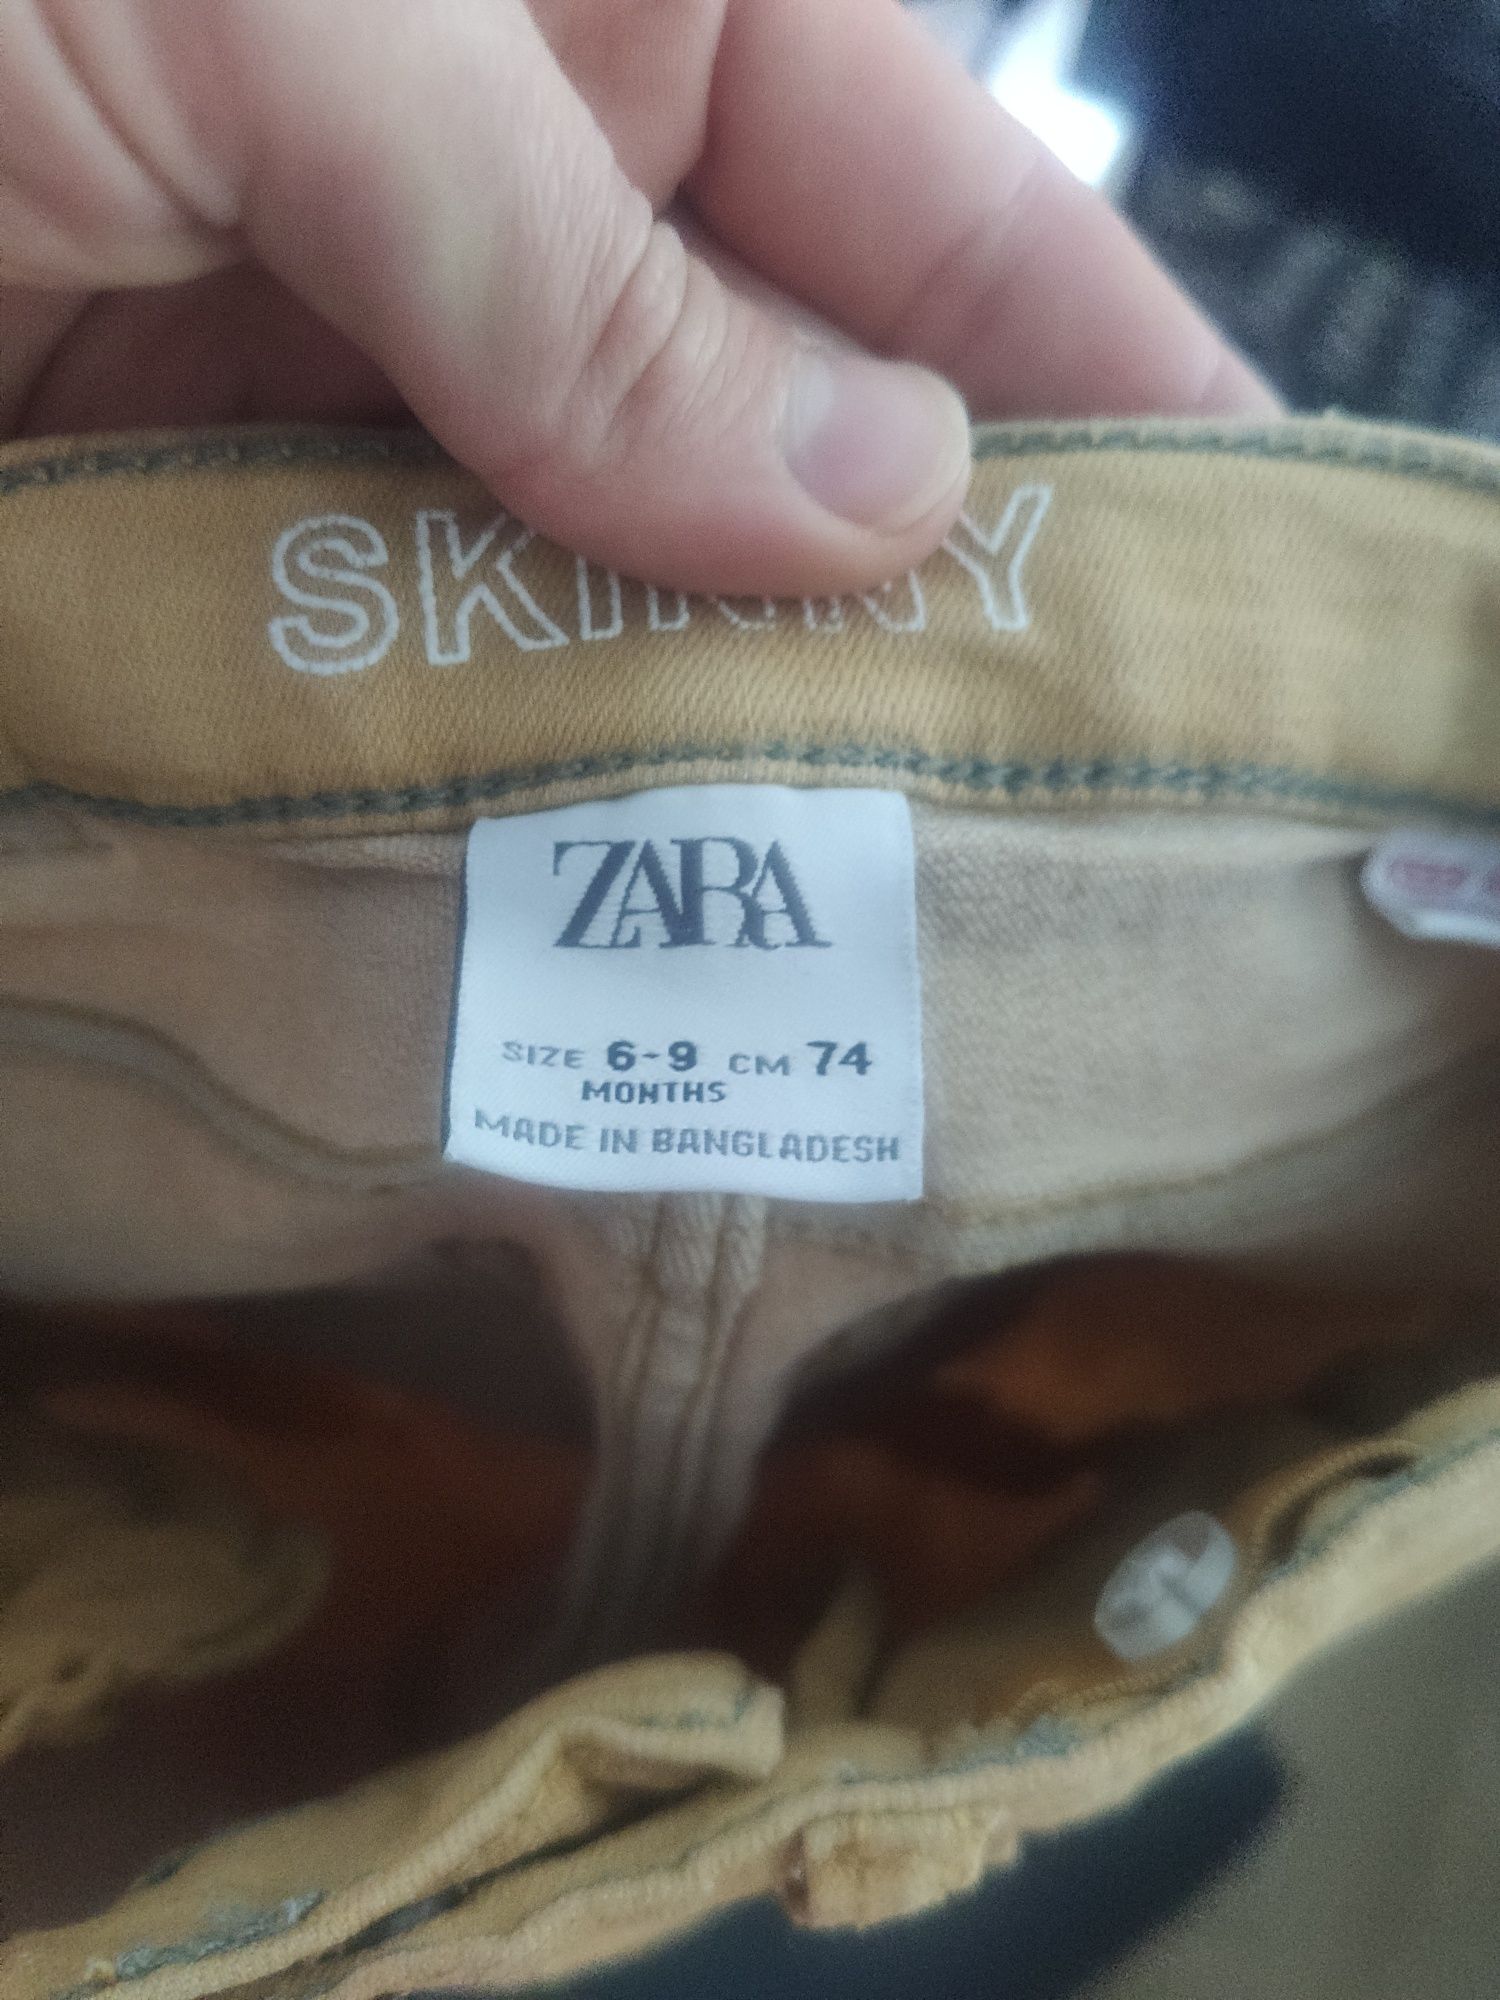 SKINNY
ZARA
SIZE 6-9 CM 74
MONTHS
MADE IN BANGLADESH